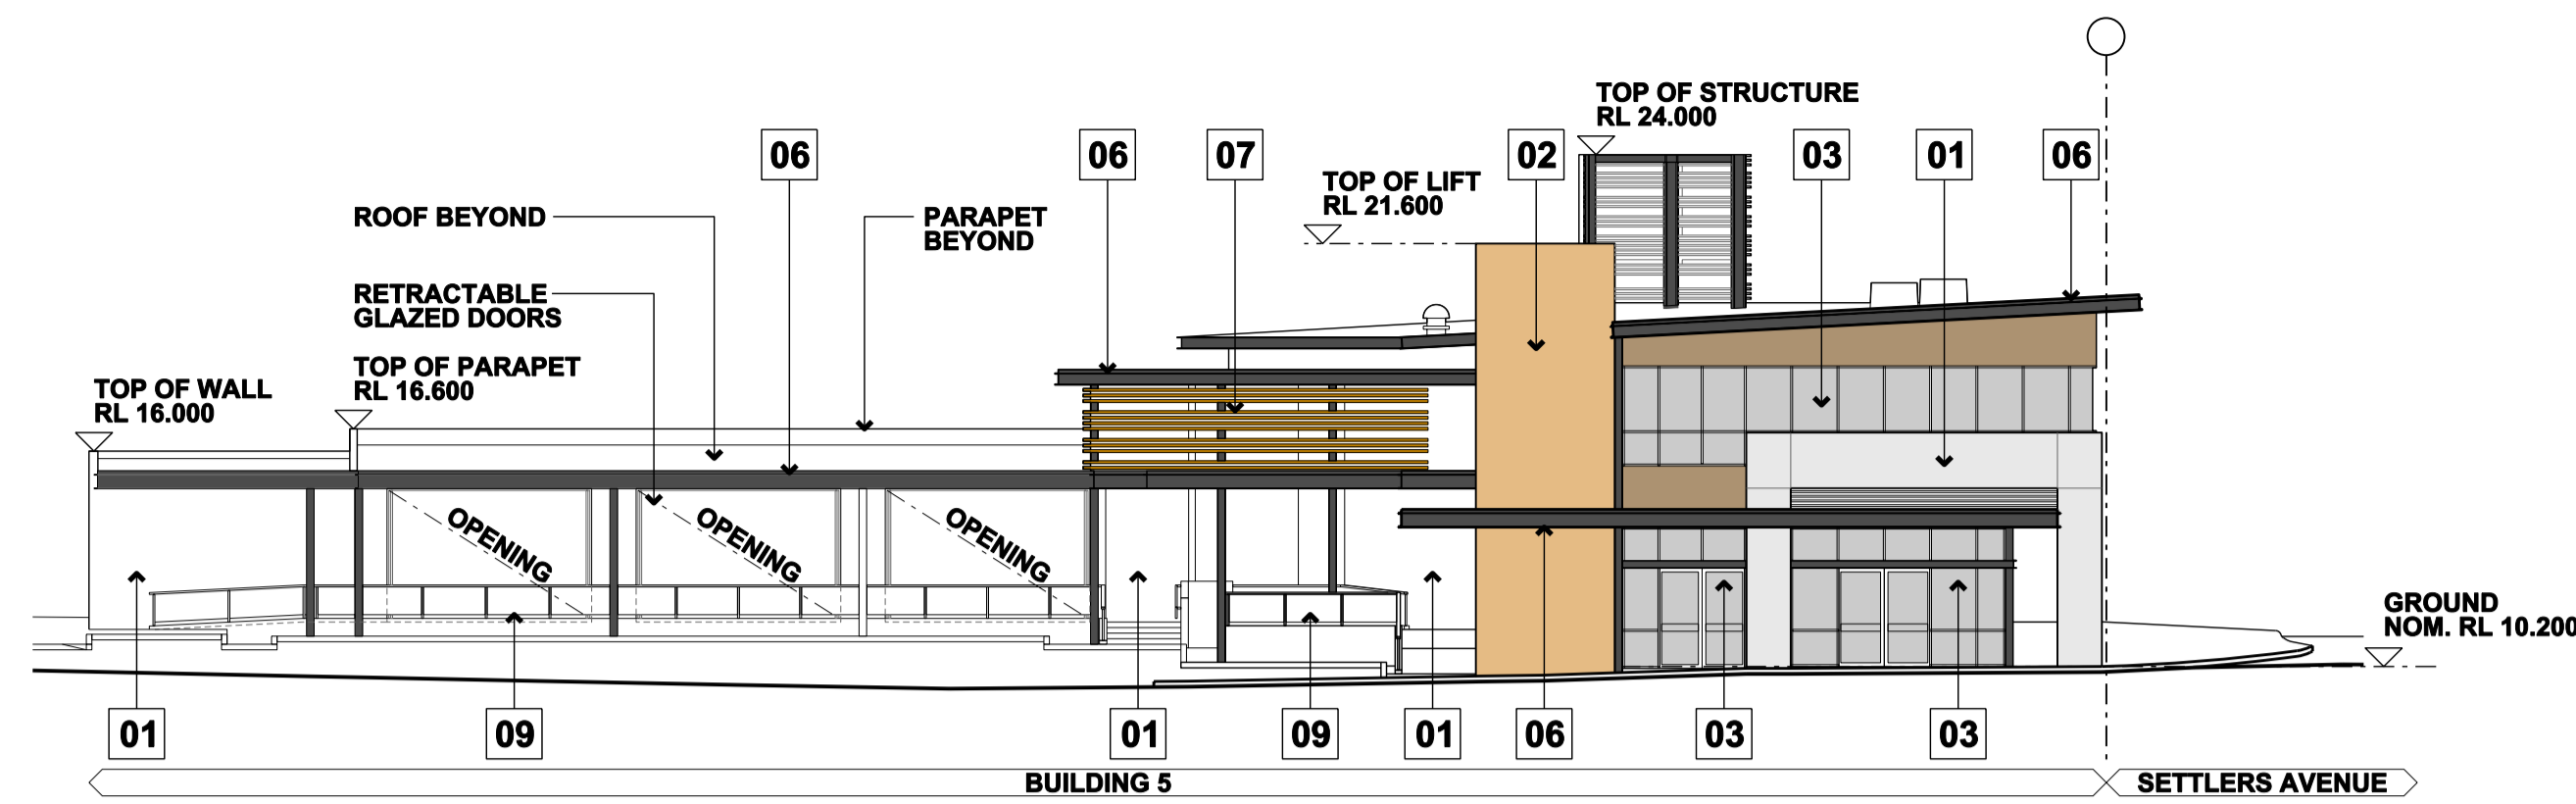 TOP OF STRUCTURE
RL 24.000
06
06
07
02
03
01
06
TOP OF LIFT
RL 21.600
ROOF BEYOND
PARAPET
BEYOND
RETRACTABLE
GLAZED DOORS
TOP OF PARAPET
RL 16.600
TOP OF WALL
RL 16.000
OPENING
OPENING
OPENING
GROUND
NOM. RL 10.200
01
09
01
09
01
06
03
03
BUILDING 5
SETTLERS AVENUE